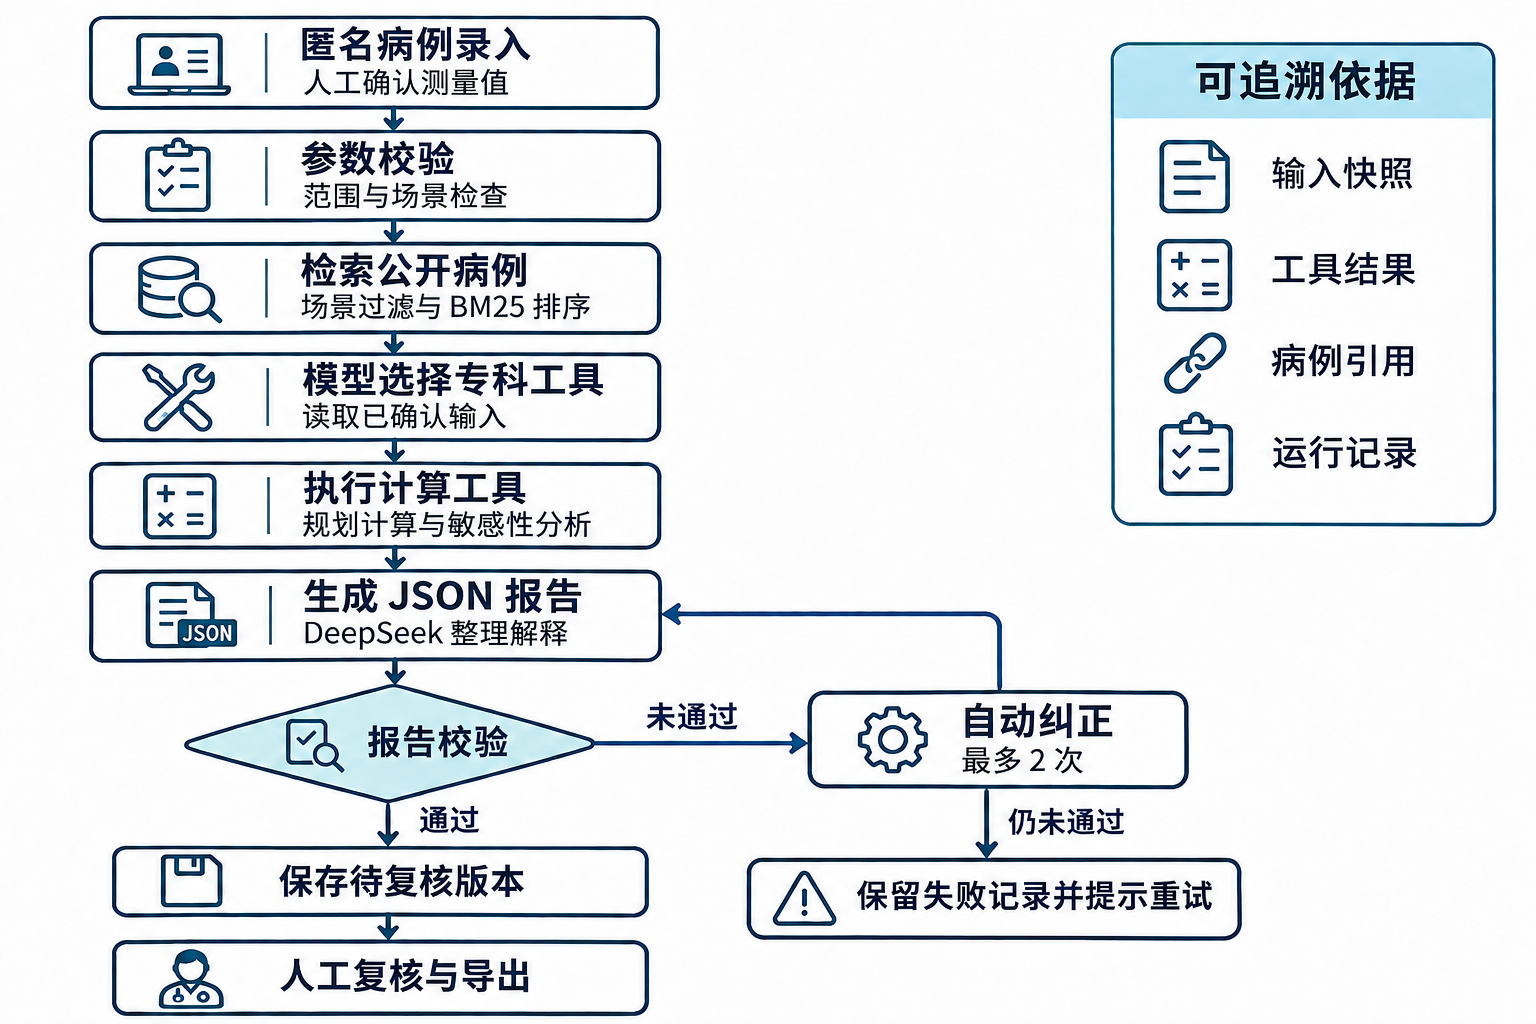 匿名病例录入
人工确认测量值
参数校验
范围与场景检查
检索公开病例
场景过滤与 BM25 排序
模型选择专科工具
读取已确认输入
执行计算工具
规划计算与敏感性分析
生成 JSON 报告
DeepSeek 整理解释
JSON
报告校验
未通过
自动纠正
最多 2 次
通过
仍未通过
保存待复核版本
保留失败记录并提示重试
人工复核与导出
可追溯依据
输入快照
工具结果
病例引用
运行记录